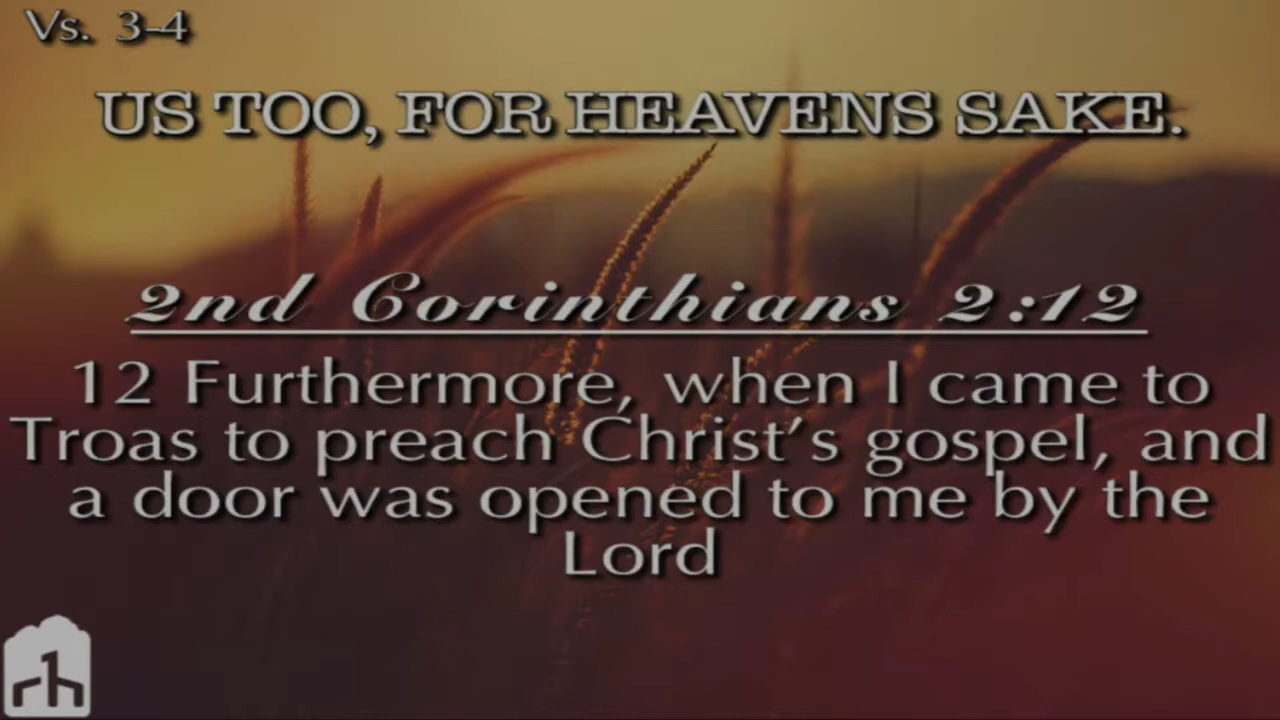 Vs. 3-4
US TOO, FOR HEAVENS SAKE.
2nd Corinthians 2:12
12 Furthermore, when I came to
Troas to preach Christ’s gospel, and
a door was opened to me by the
Lord